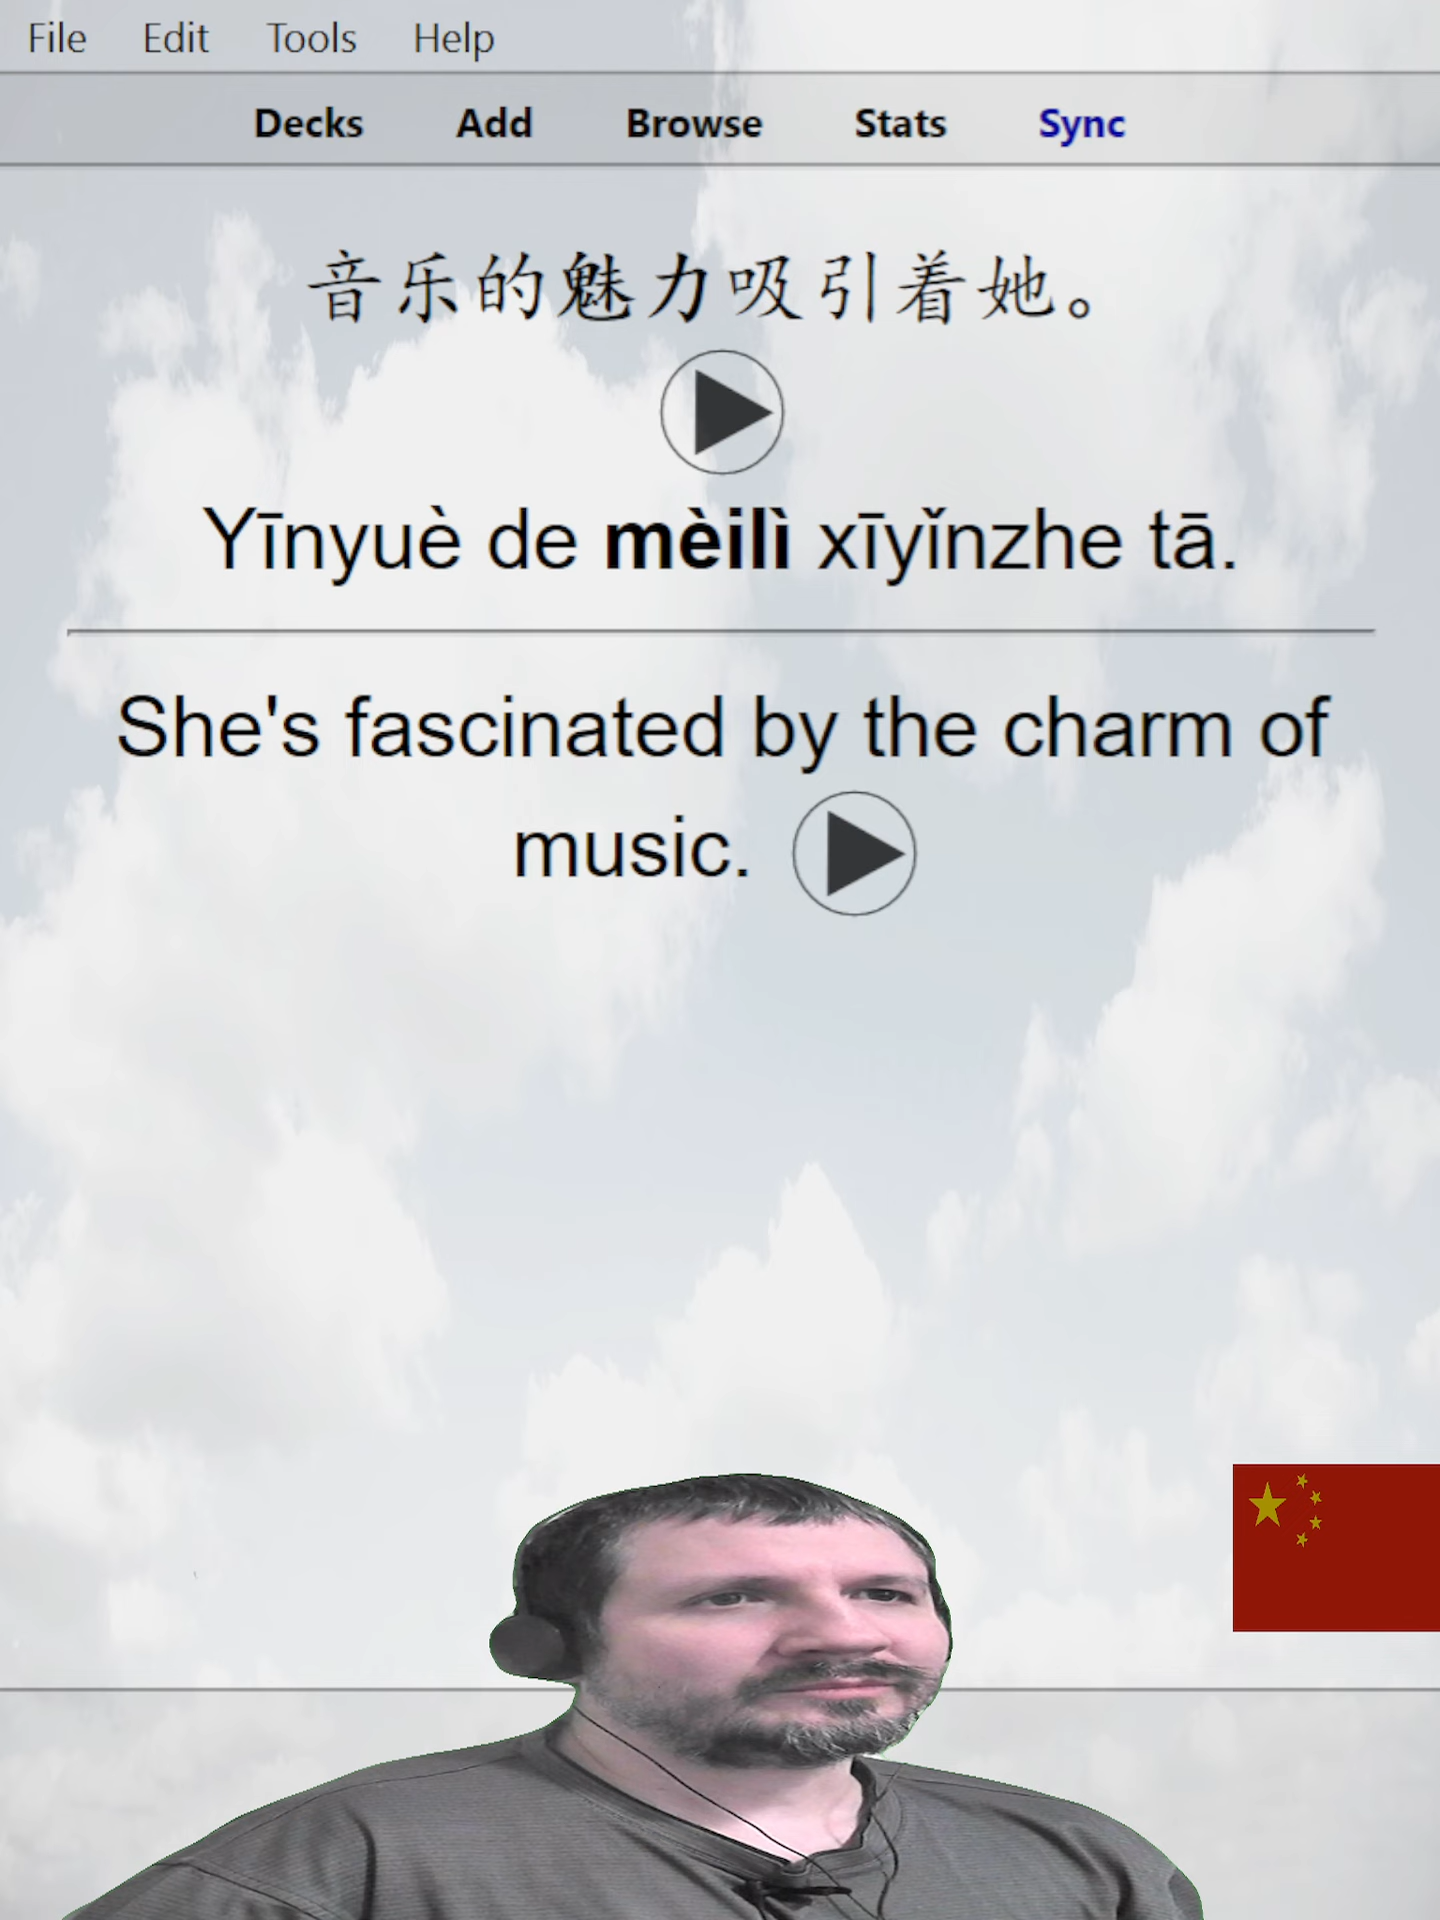 File Edit Tools Help
Decks Add Browse Stats Sync
音乐的魅力吸引着她。
Yīnyuè de mèilì xīyǐnzhe tā.
She's fascinated by the charm of
music.